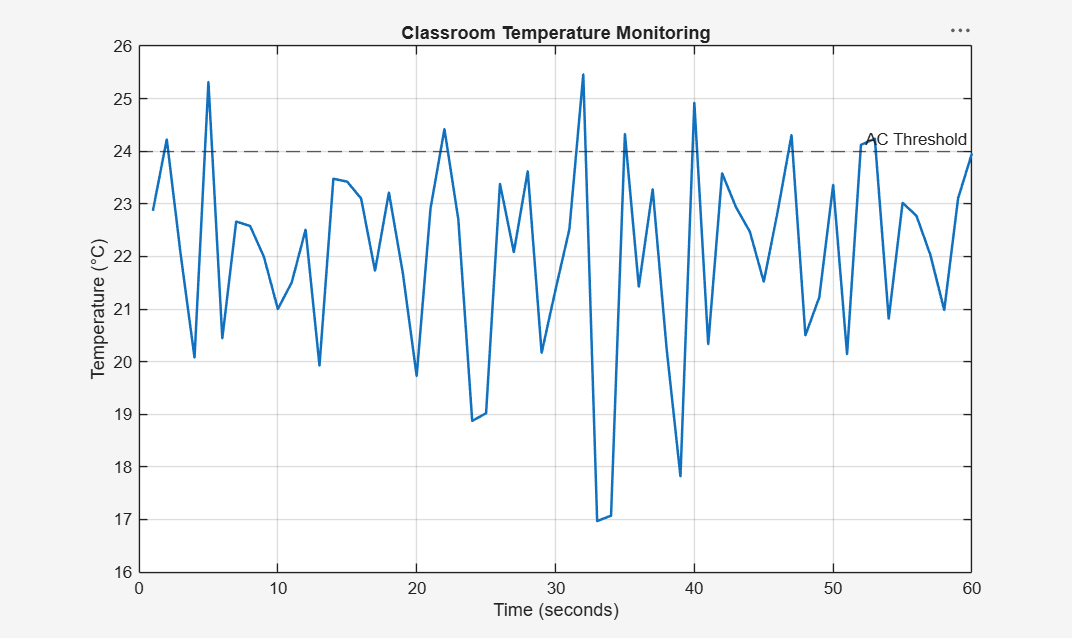 Classroom Temperature Monitoring
26
25
24
23
22
21
20
19
18
17
16
AC Threshold
Temperature (°C)
0 10 20 30 40 50 60
Time (seconds)